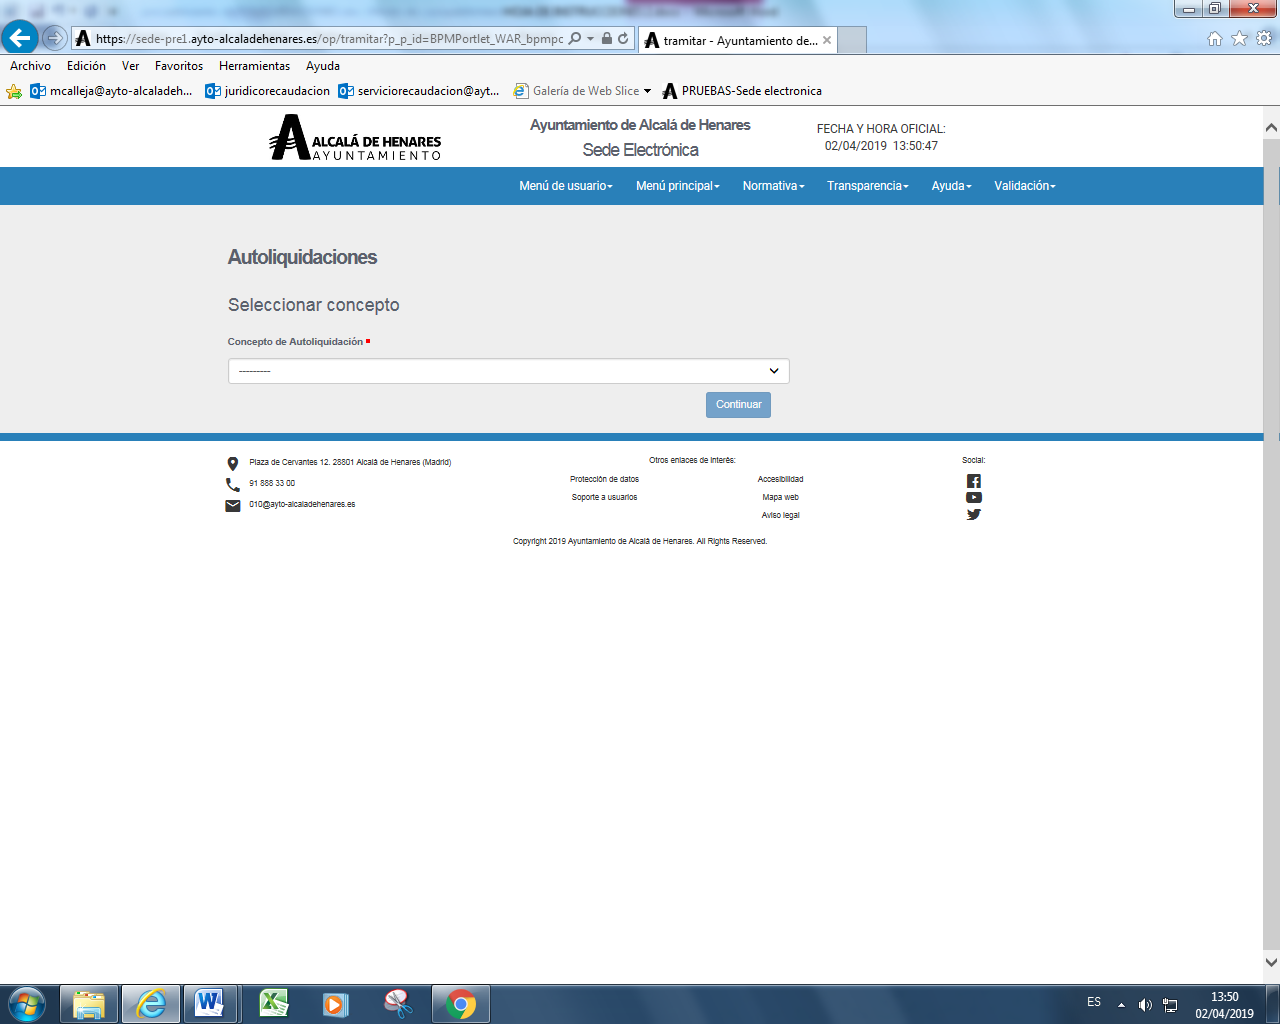 https://sede-pre1.ayto-alcaladehenares.es/op/tramitar?p_p_id=BPMPortlet_WAR_bpmpc
tramitar - Ayuntamiento de...
Archivo Edición Ver Favoritos Herramientas Ayuda
mcalleja@ayto-alcaladeh... juridicorecaudacion serviciorecaudacion@ayt... Galería de Web Slice PRUEBAS-Sede electronica
ALCALÁ DE HENARES
AYUNTAMIENTO
Ayuntamiento de Alcalá de Henares
Sede Electrónica
FECHA Y HORA OFICIAL:
02/04/2019 13:50:47
Menú de usuario Menú principal Normativa Transparencia Ayuda Validación
Autoliquidaciones
Seleccionar concepto
Concepto de Autoliquidación
---------
Continuar
Plaza de Cervantes 12. 28801 Alcalá de Henares (Madrid)
91 888 33 00
010@ayto-alcaladehenares.es
Otros enlaces de interés:
Protección de datos Accesibilidad
Soporte a usuarios Mapa web
Aviso legal
Social:
Copyright 2019 Ayuntamiento de Alcalá de Henares. All Rights Reserved.
ES
13:50
02/04/2019